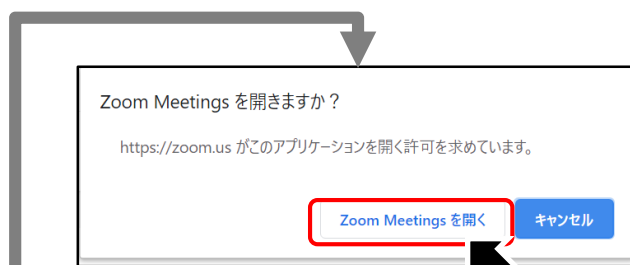 Zoom Meetings を開きますか？
https://zoom.us がこのアプリケーションを開く許可を求めています。
Zoom Meetings を開く キャンセル